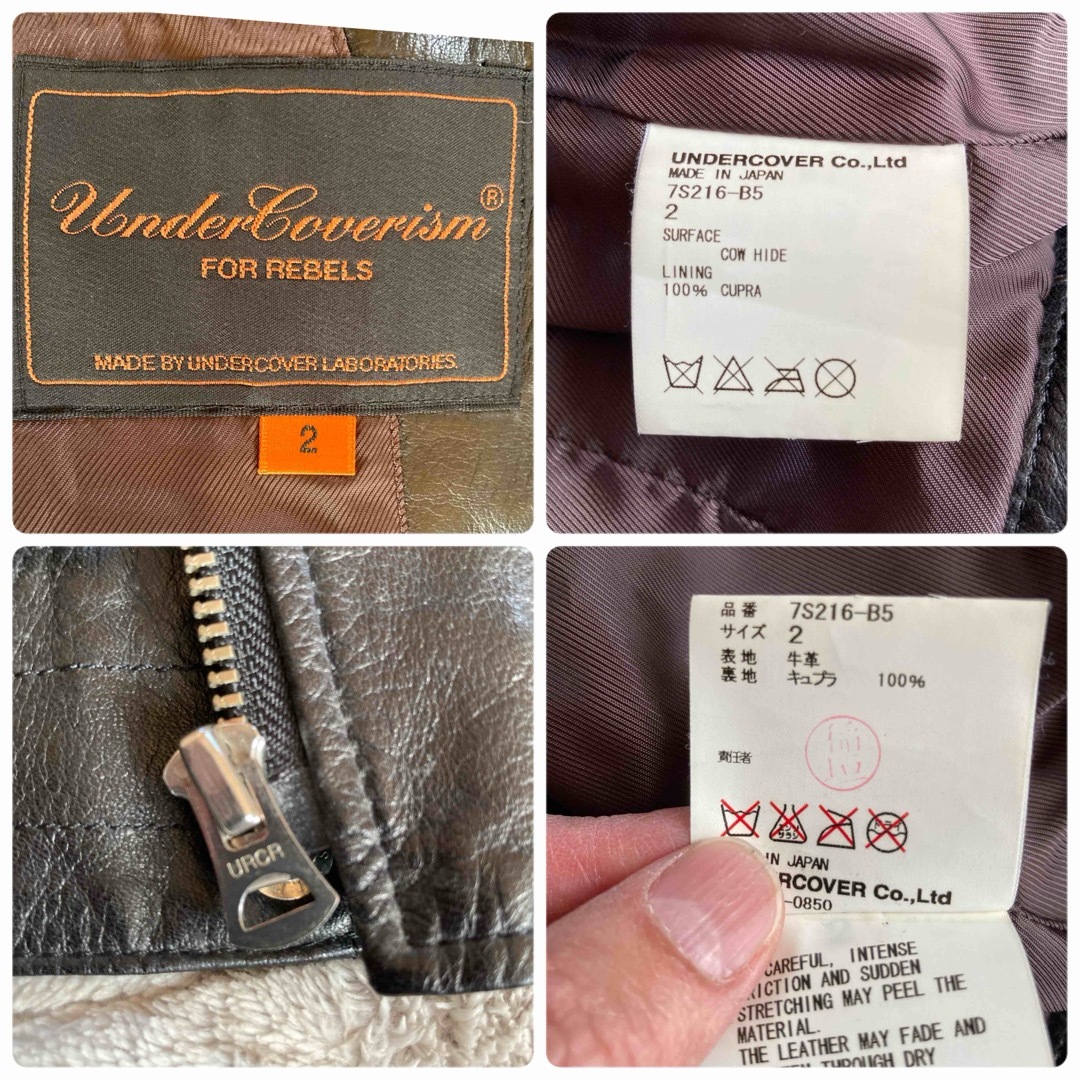 UnderCoverism®
FOR REBELS
MADE BY UNDERCOVER LABORATORIES.
2
UNDERCOVER Co.,Ltd
MADE IN JAPAN
7S216-B5
2
SURFACE
COW HIDE
LINING
100% CUPRA
URCR
品番 7S216-B5
サイズ 2
表地 牛革
裏地 キュプラ 100%
責任者
IN JAPAN
RCOVER Co.,Ltd
-0850
CAREFUL, INTENSE
ICTION AND SUDDEN
STRETCHING MAY PEEL THE
MATERIAL.
THE LEATHER MAY FADE AND
THROUGH DRY